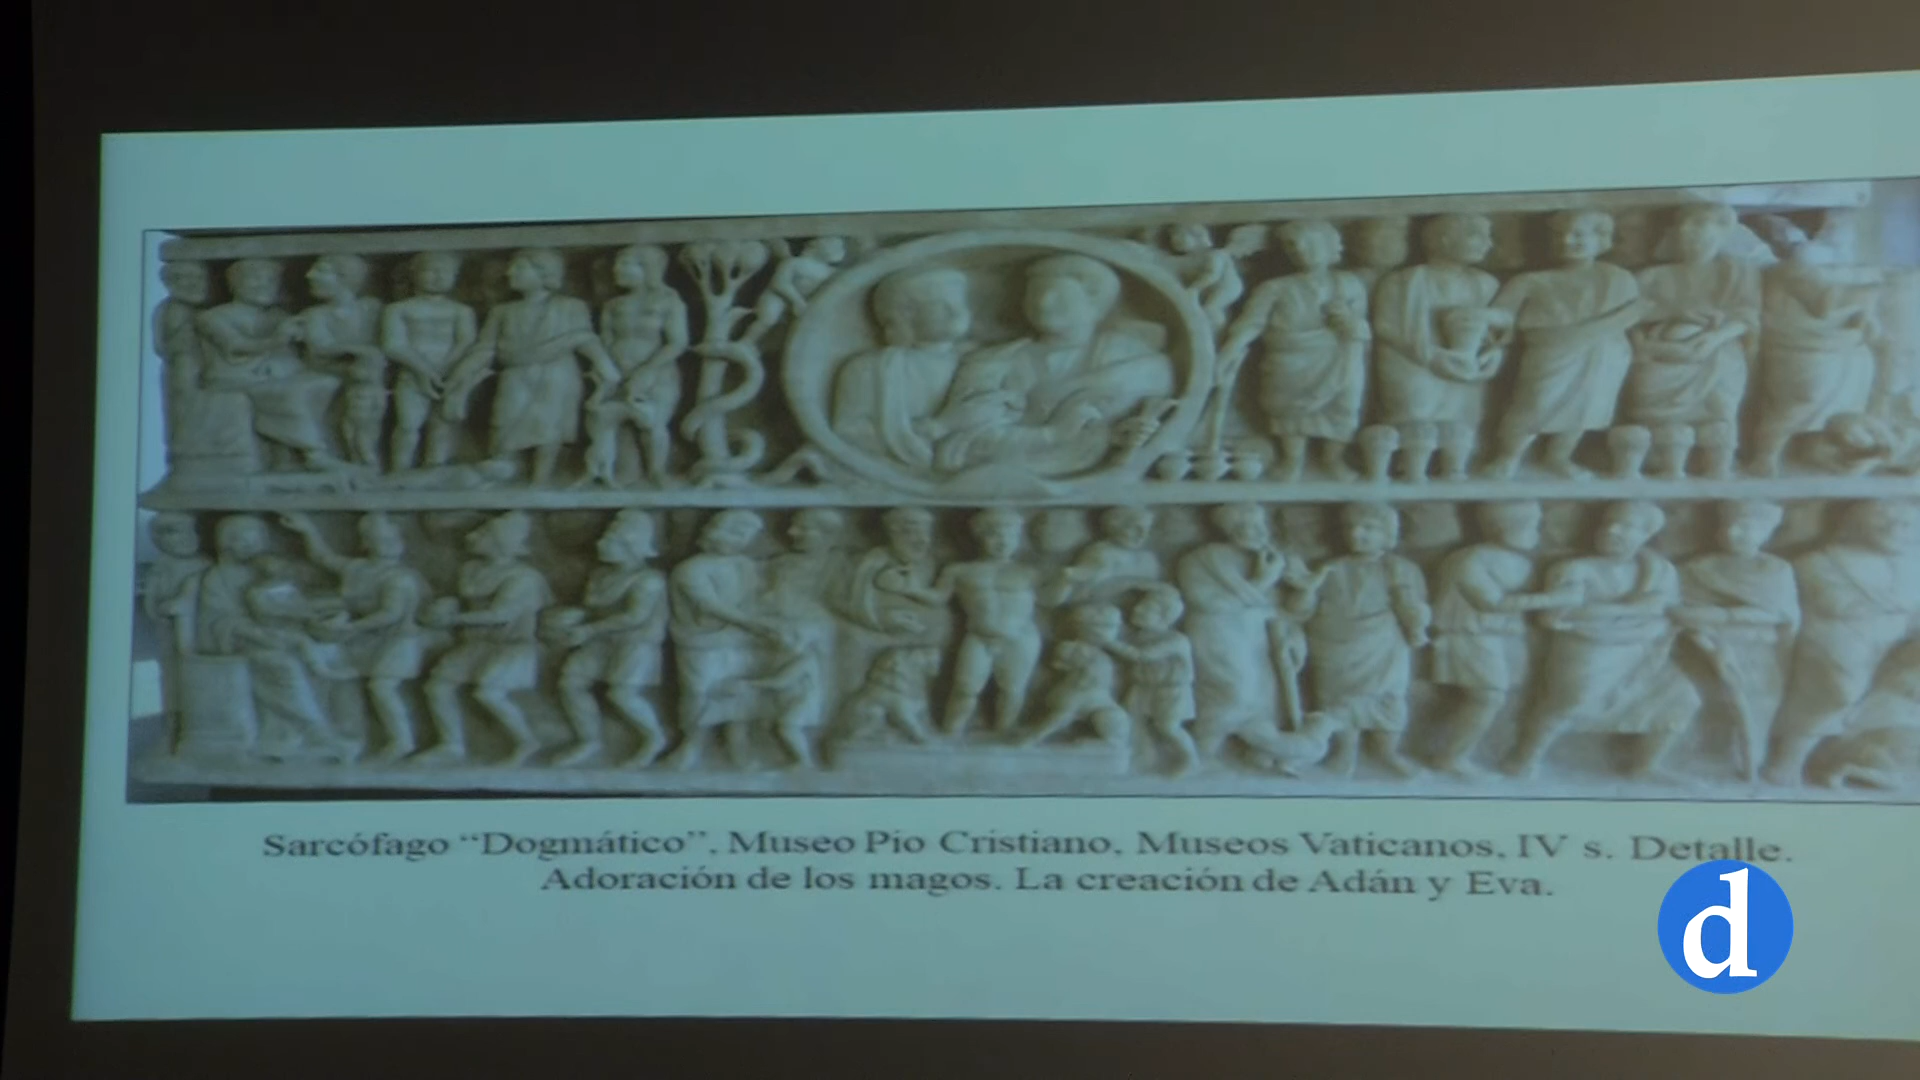 Sarcófago “Dogmático”, Museo Pio Cristiano, Museos Vaticanos, IV s. Detalle.
Adoración de los magos. La creación de Adán y Eva.
d